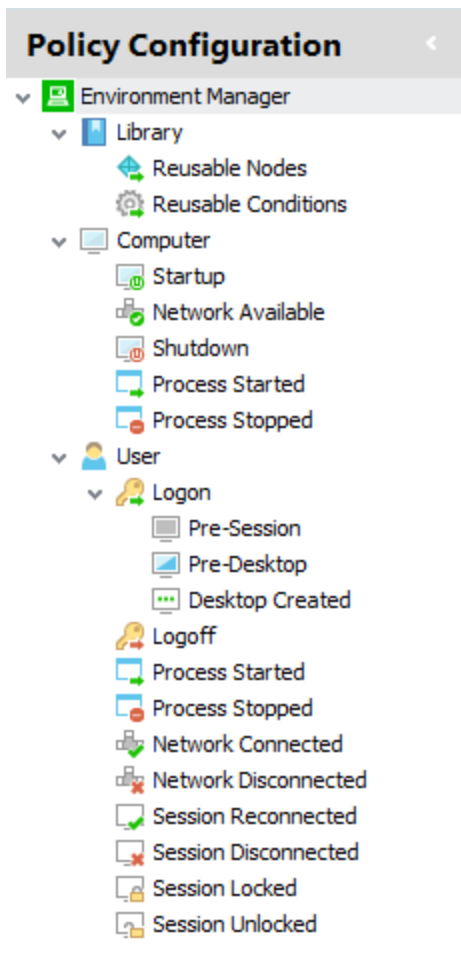 Policy Configuration
Environment Manager
Library
Reusable Nodes
Reusable Conditions
Computer
Startup
Network Available
Shutdown
Process Started
Process Stopped
User
Logon
Pre-Session
Pre-Desktop
Desktop Created
Logoff
Process Started
Process Stopped
Network Connected
Network Disconnected
Session Reconnected
Session Disconnected
Session Locked
Session Unlocked